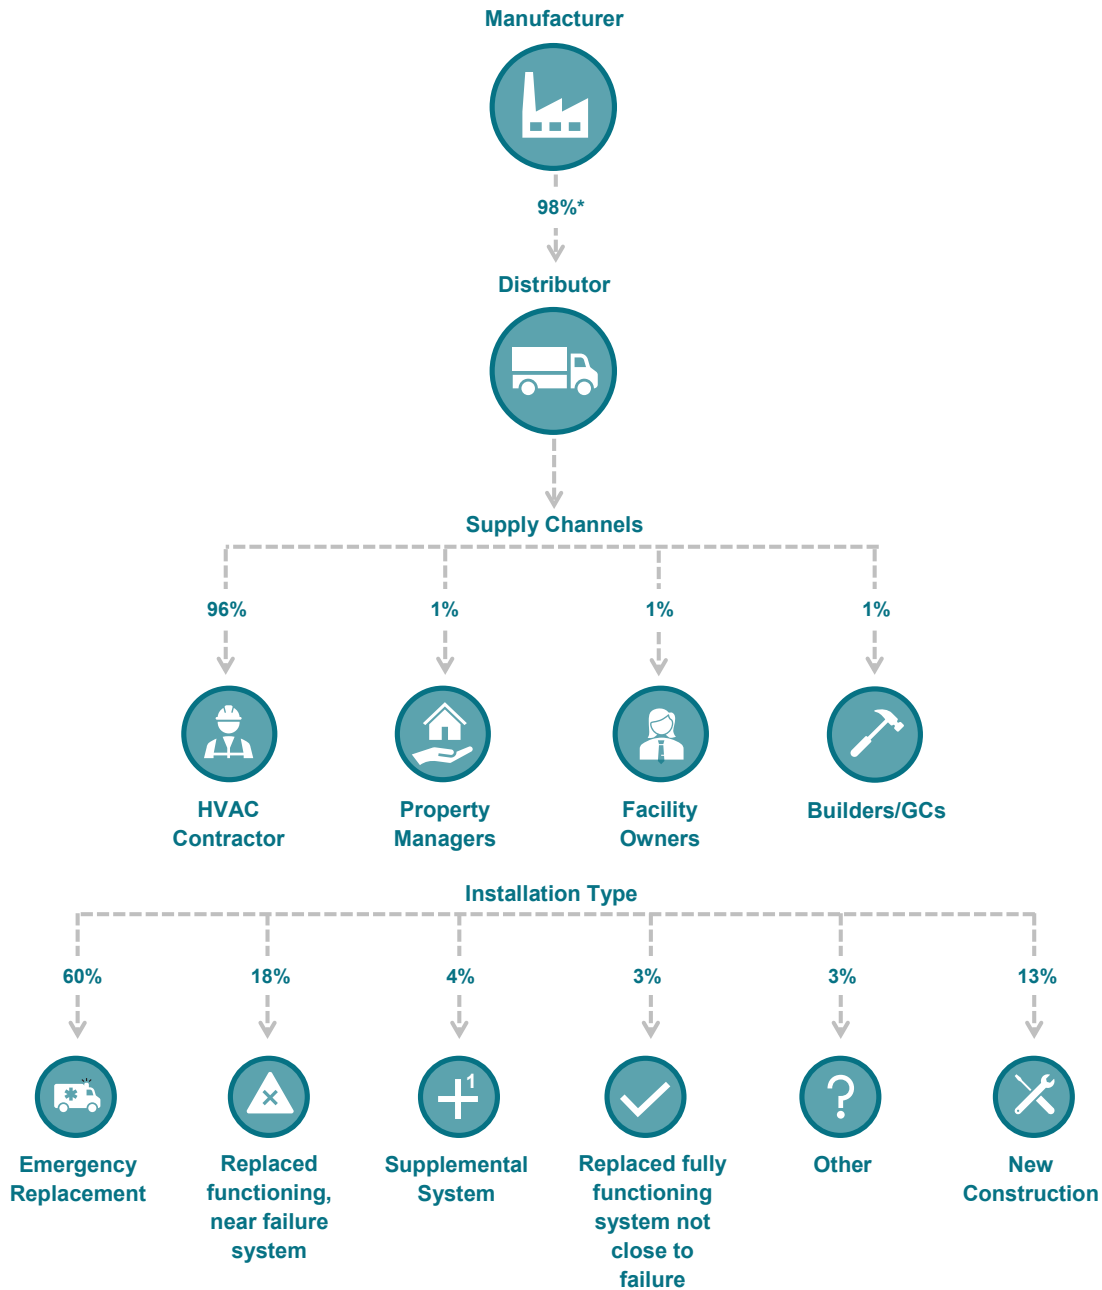 Manufacturer
98%*
Distributor
Supply Channels
96%
1%
1%
1%
HVAC
Contractor
Property
Managers
Facility
Owners
Builders/GCs
Installation Type
60%
18%
4%
3%
3%
13%
1
Emergency
Replacement
Replaced
functioning,
near failure
system
Supplemental
System
Replaced fully
functioning
system not
close to
failure
Other
New
Construction